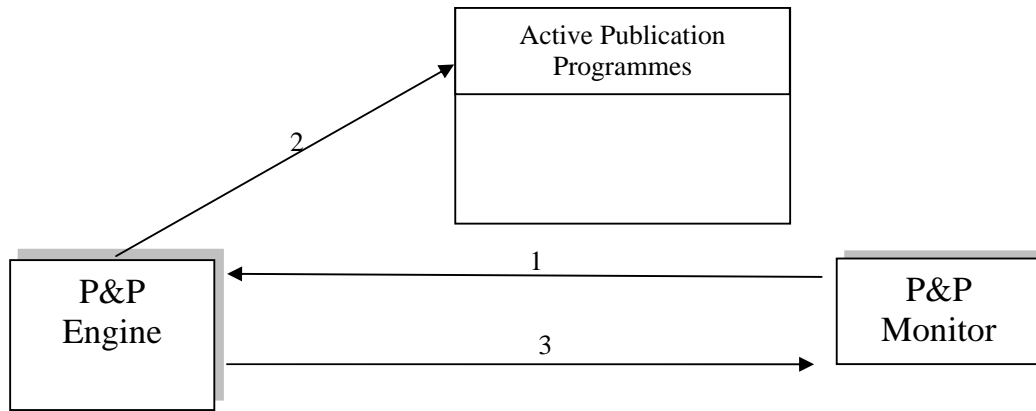 Active Publication
Programmes
2
1
P&P
Engine
P&P
Monitor
3